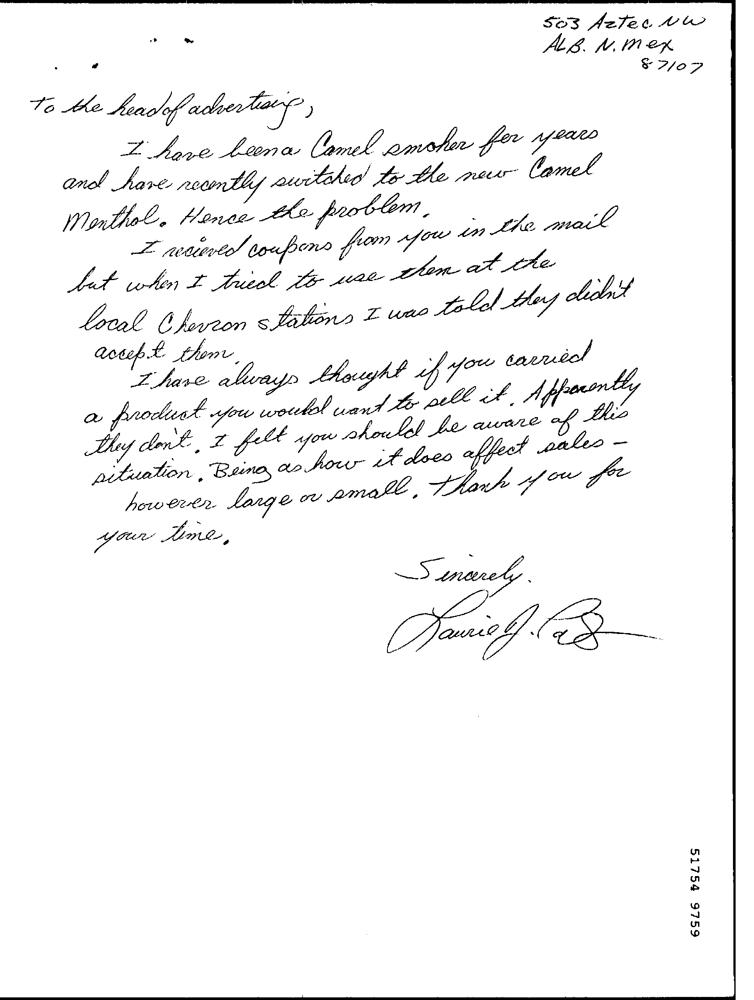 503 Aztec NW
ALB. N. Mex
87107
To the head of advertising,
I have been a Camel smoker for years
and have recently switched to the new Camel
Menthol. Hence the problem.
I recieved coupons from you in the mail
but when I tried to use them at the
local Chevron stations I was told they didn't
accept them.
I have always thought if you carried
a product you would want to sell it. Apparently
they don't. I felt you should be aware of this
situation. Being as how it does affect sales -
however large or small. Thank you for
your time.
Sincerely.
Laurie J.
51754 9759